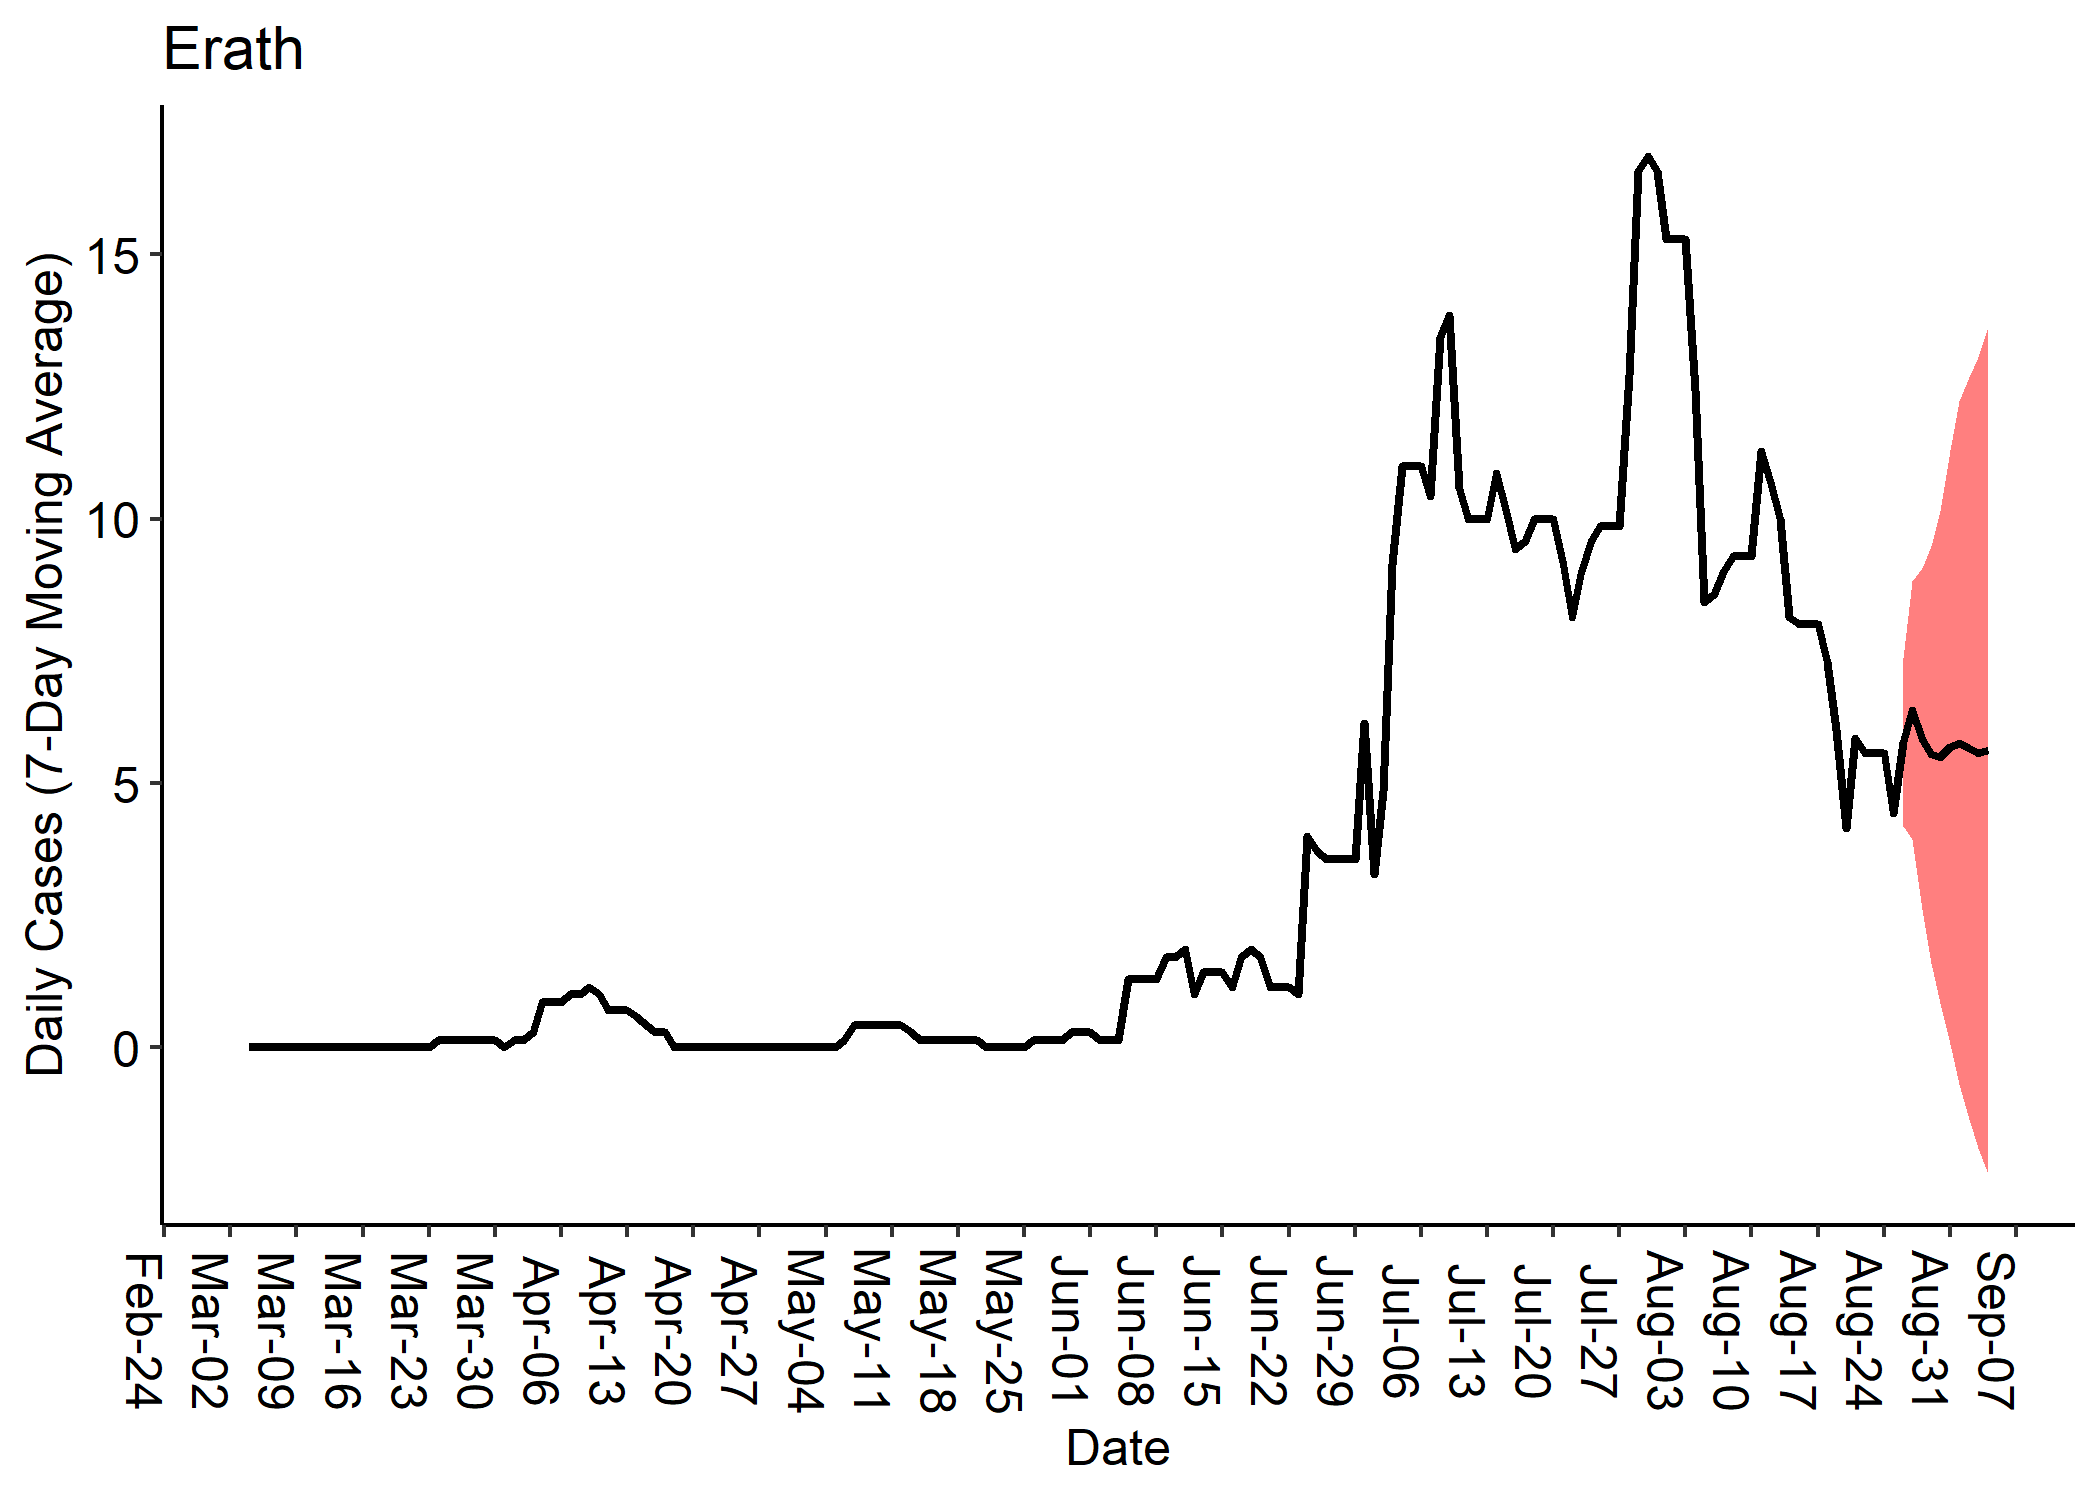 Erath
Daily Cases (7-Day Moving Average)
15
10
5
0
Feb-24
Mar-02
Mar-09
Mar-16
Mar-23
Mar-30
Apr-06
Apr-13
Apr-20
Apr-27
May-04
May-11
May-18
May-25
Jun-01
Jun-08
Jun-15
Jun-22
Jun-29
Jul-06
Jul-13
Jul-20
Jul-27
Aug-03
Aug-10
Aug-17
Aug-24
Aug-31
Sep-07
Date